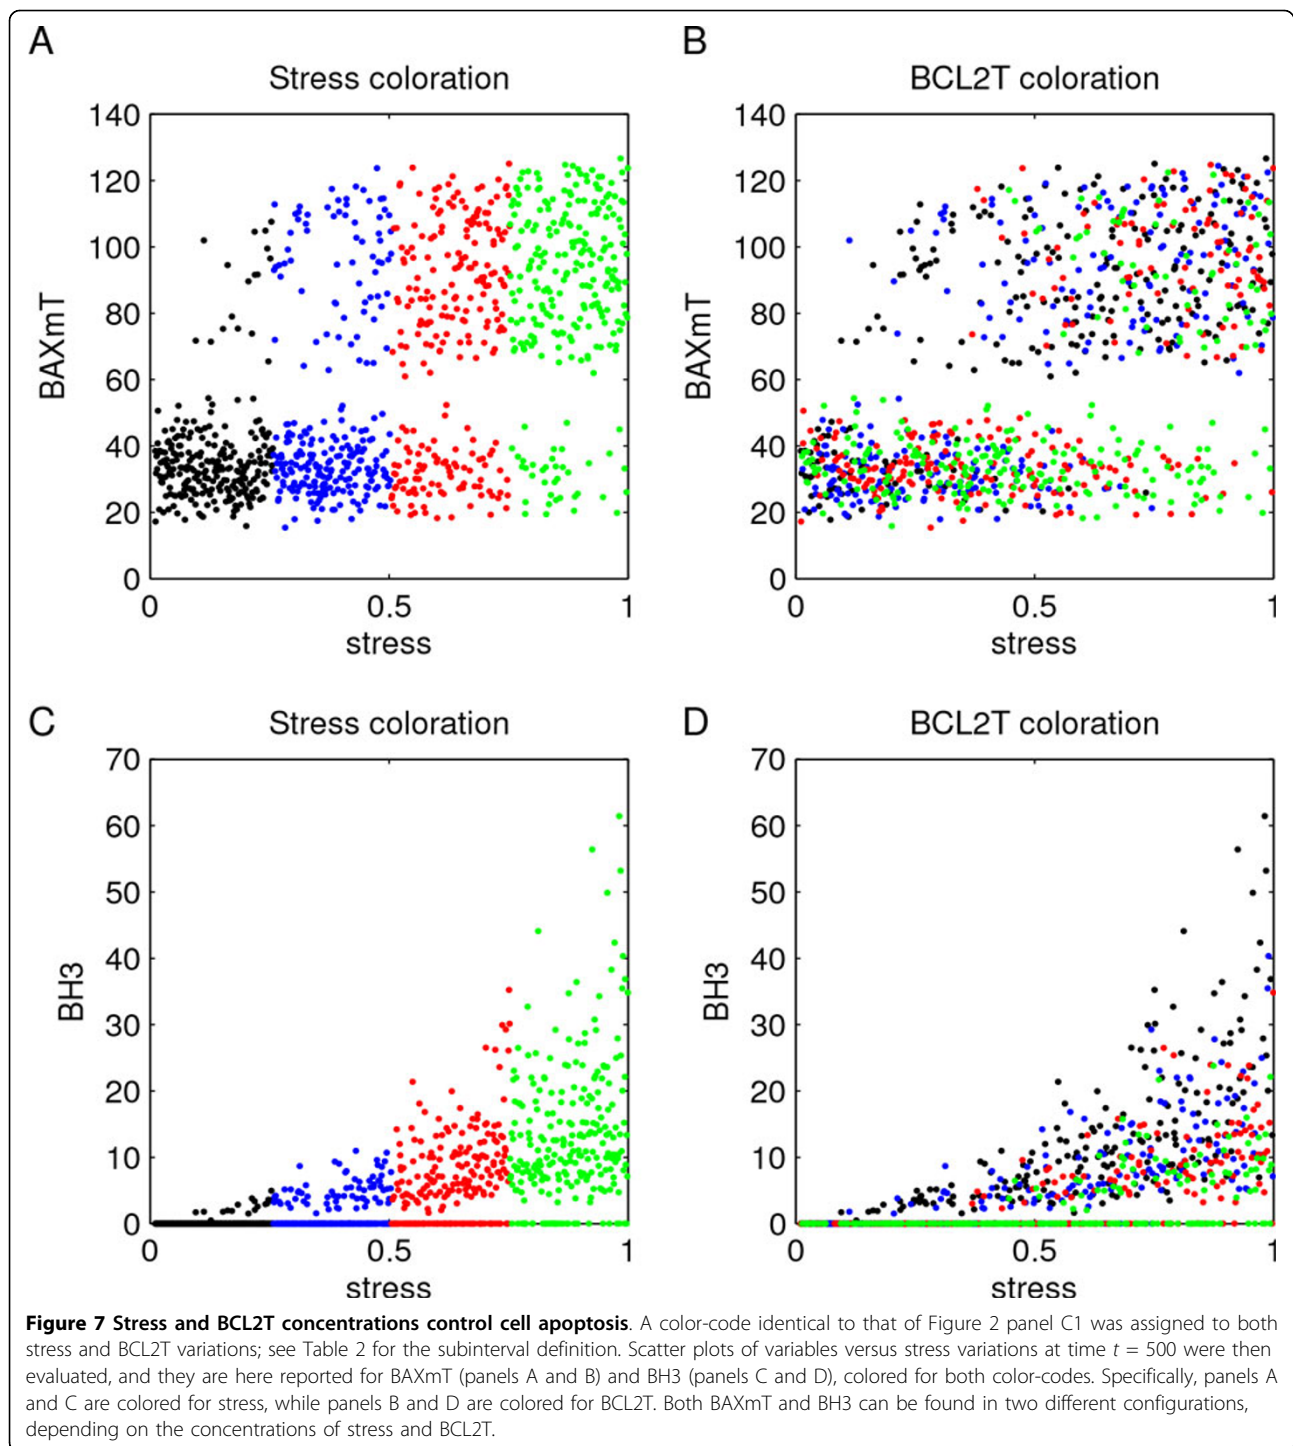 A
B
Stress coloration
BCL2T coloration
140
120
100
80
60
40
20
0
BAXmT
0
0.5
1
stress
140
120
100
80
60
40
20
0
BAXmT
0
0.5
1
stress
C
D
Stress coloration
BCL2T coloration
70
60
50
40
30
20
10
0
BH3
0
0.5
1
stress
70
60
50
40
30
20
10
0
BH3
0
0.5
1
stress
Figure 7 Stress and BCL2T concentrations control cell apoptosis. A color-code identical to that of Figure 2 panel C1 was assigned to both
stress and BCL2T variations; see Table 2 for the subinterval definition. Scatter plots of variables versus stress variations at time t = 500 were then
evaluated, and they are here reported for BAXmT (panels A and B) and BH3 (panels C and D), colored for both color-codes. Specifically, panels A
and C are colored for stress, while panels B and D are colored for BCL2T. Both BAXmT and BH3 can be found in two different configurations,
depending on the concentrations of stress and BCL2T.